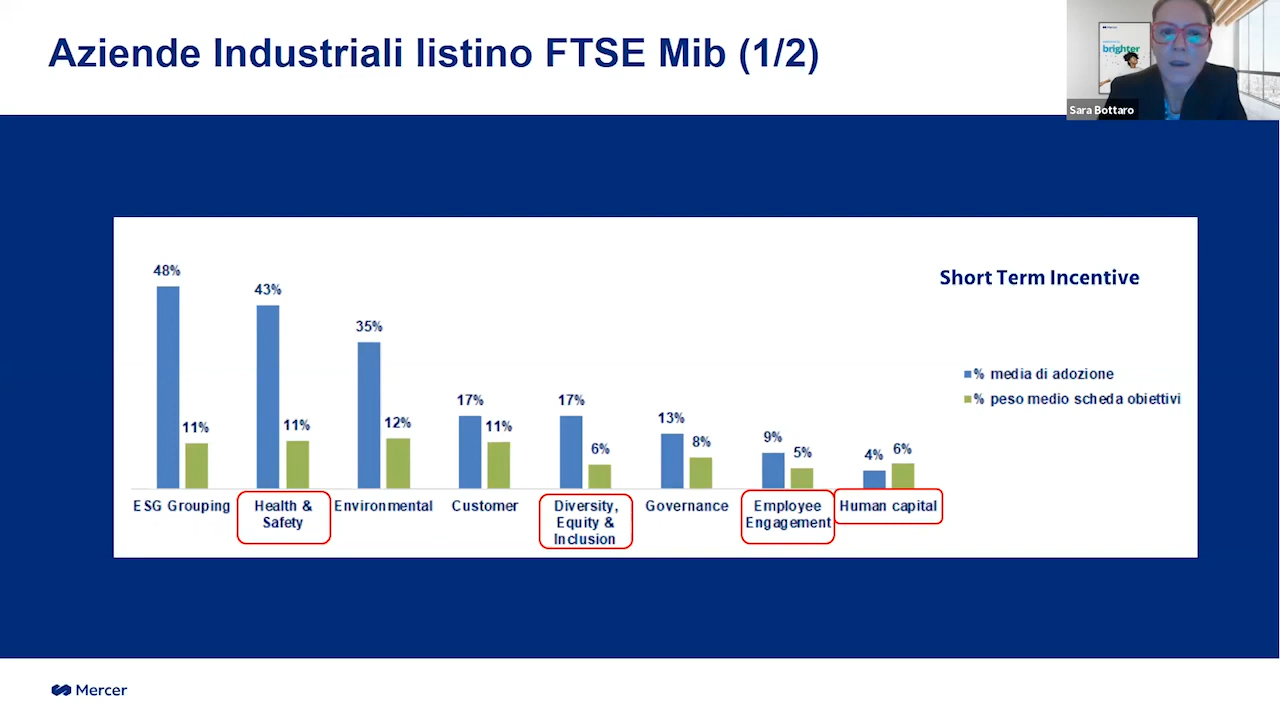 Aziende Industriali listino FTSE Mib (1/2)
Mercer
brighter
Sara Bottaro
Short Term Incentive
48%
11%
43%
11%
35%
12%
17%
11%
17%
6%
13%
8%
9%
5%
4%
6%
% media di adozione
% peso medio scheda obiettivi
ESG Grouping
Health &
Safety
Environmental
Customer
Diversity,
Equity &
Inclusion
Governance
Employee
Engagement
Human capital
Mercer